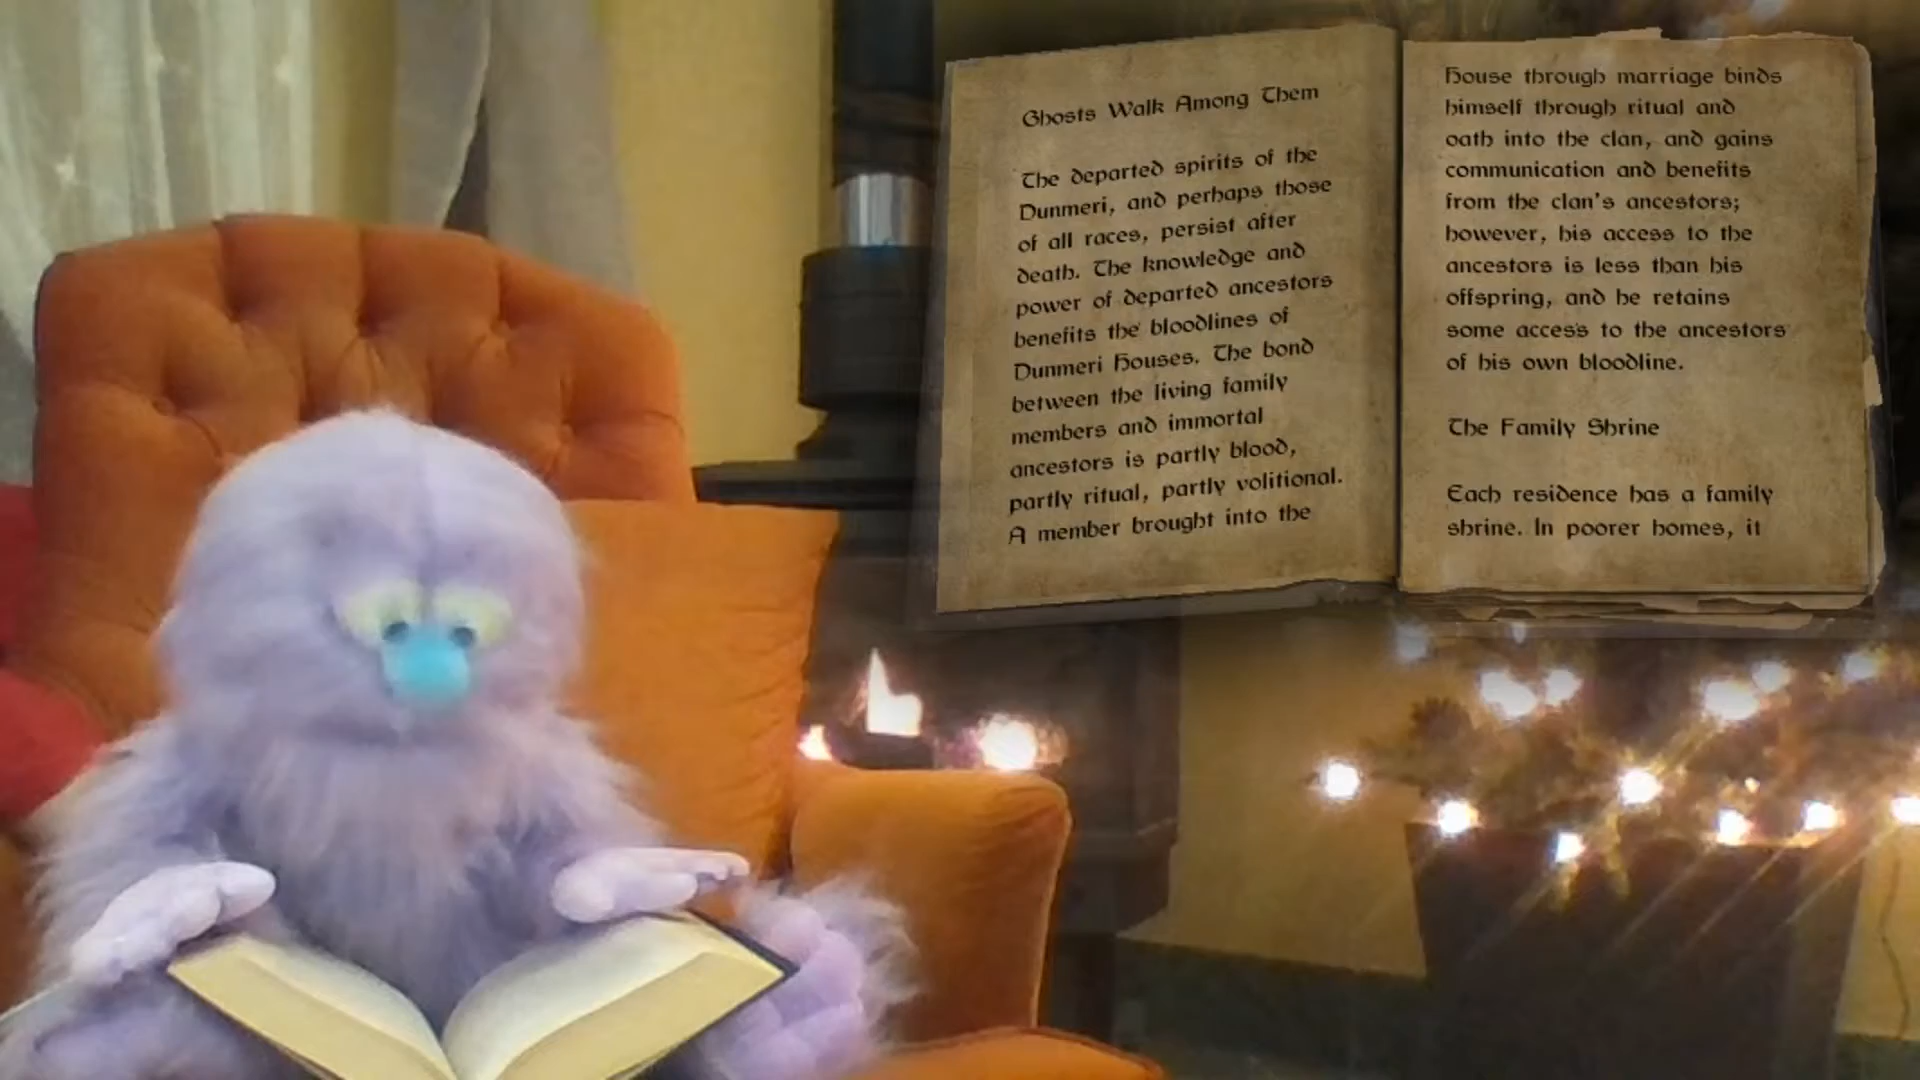 Ghosts Walk Among Them
The departed spirits of the
Dunmeri, and perhaps those
of all races, persist after
death. The knowledge and
power of departed ancestors
benefits the bloodlines of
Dunmeri Houses. The bond
between the living family
members and immortal
ancestors is partly blood,
partly ritual, partly volitional.
A member brought into the
House through marriage binds
himself through ritual and
oath into the clan, and gains
communication and benefits
from the clan's ancestors;
however, his access to the
ancestors is less than his
offspring, and he retains
some access to the ancestors
of his own bloodline.
The Family Shrine
Each residence has a family
shrine. In poorer homes, it